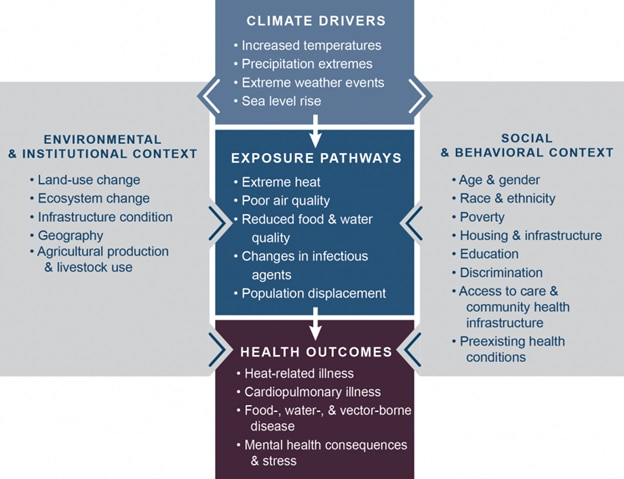 CLIMATE DRIVERS
• Increased temperatures
• Precipitation extremes
• Extreme weather events
• Sea level rise
ENVIRONMENTAL
& INSTITUTIONAL CONTEXT
• Land-use change
• Ecosystem change
• Infrastructure condition
• Geography
• Agricultural production
& livestock use
EXPOSURE PATHWAYS
• Extreme heat
• Poor air quality
• Reduced food & water
quality
• Changes in infectious
agents
• Population displacement
SOCIAL
& BEHAVIORAL CONTEXT
• Age & gender
• Race & ethnicity
• Poverty
• Housing & infrastructure
• Education
• Discrimination
• Access to care &
community health
infrastructure
• Preexisting health
conditions
HEALTH OUTCOMES
• Heat-related illness
• Cardiopulmonary illness
• Food-, water-, & vector-borne
disease
• Mental health consequences
& stress